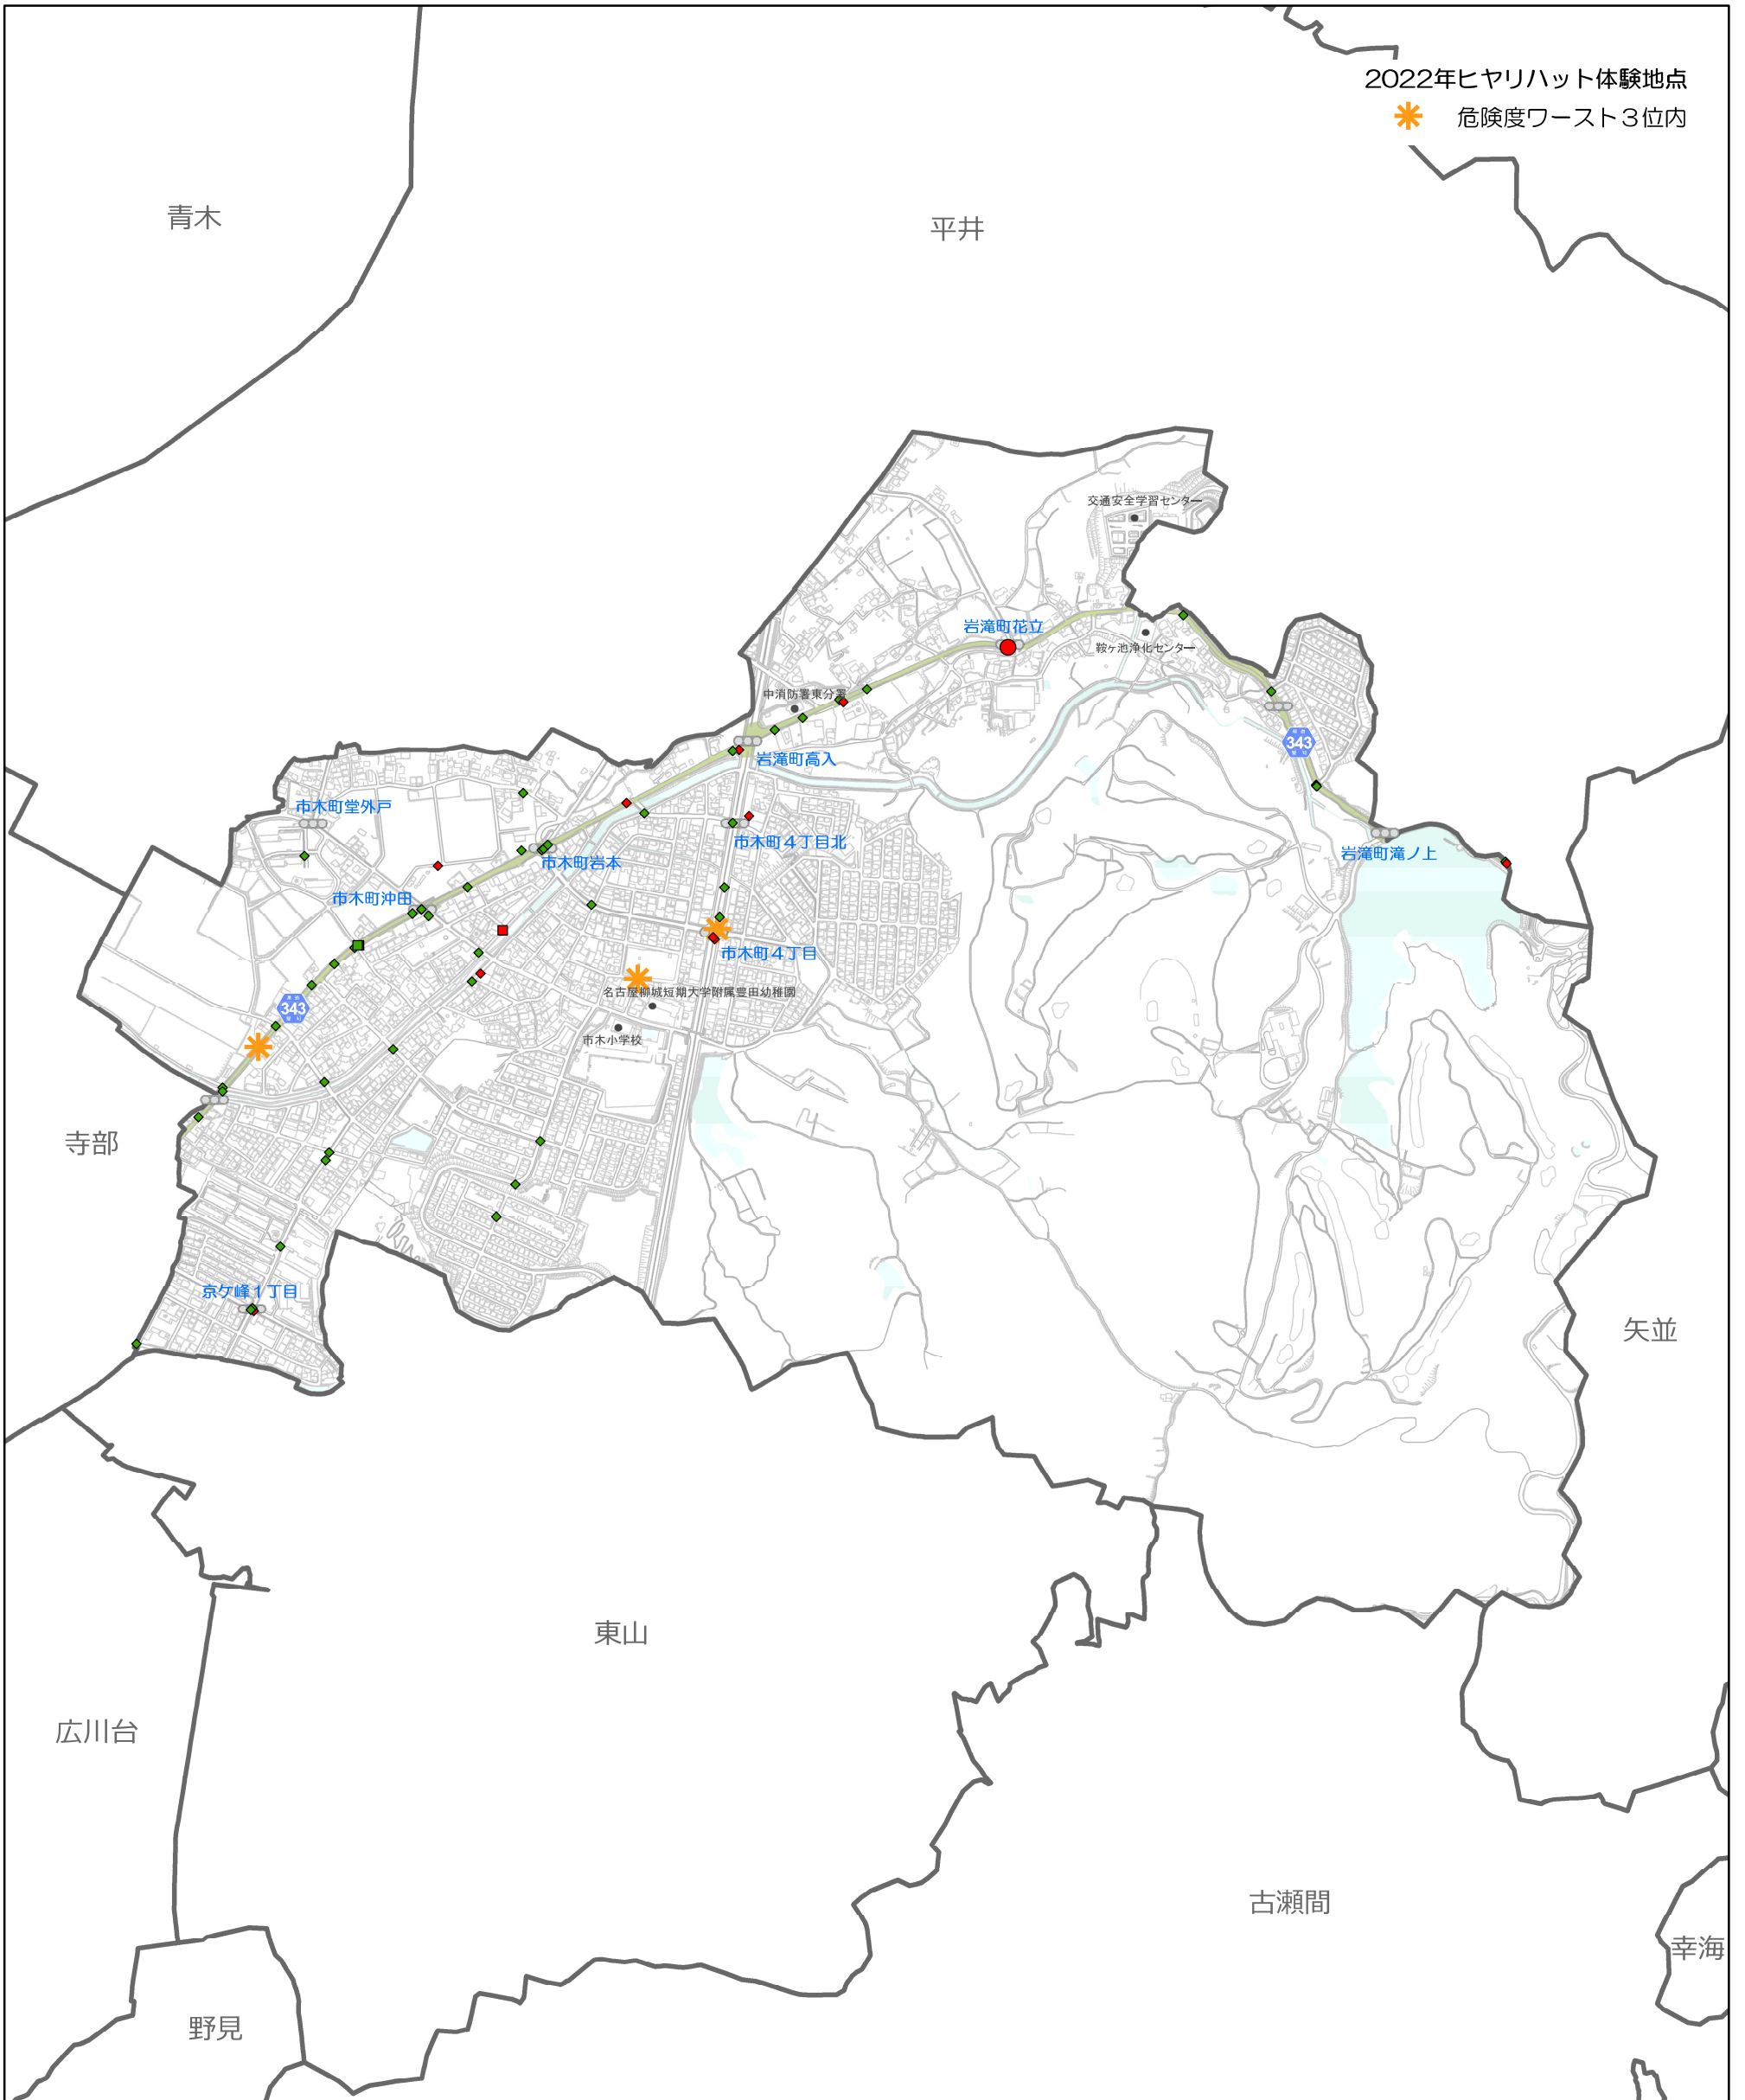 2022年ヒヤリハット体験地点
危険度ワースト3位内
青木
平井
交通安全学習センター
岩滝町花立
鞍ヶ池浄化センター
中消防署東分署
343
岩滝町高入
市木町堂外戸
市木町4丁目北
岩滝町滝ノ上
市木町岩本
市木町沖田
市木町4丁目
名古屋柳城短期大学附属豊田幼稚園
343
市木小学校
寺部
京ケ峰1丁目
矢並
東山
広川台
古瀬間
幸海
野見